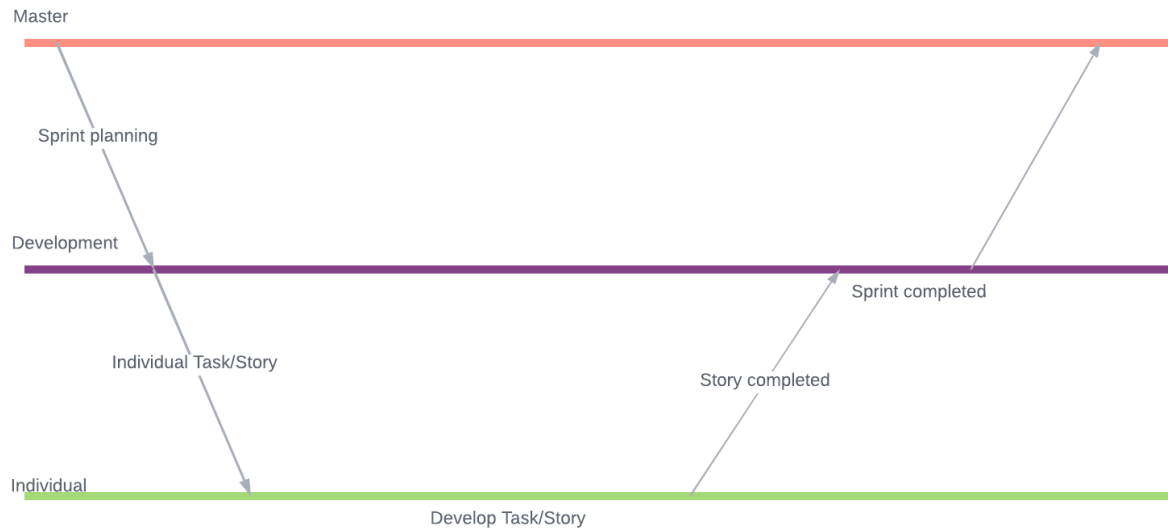 Master
Sprint planning
Development
Sprint completed
Individual Task/Story
Story completed
Individual
Develop Task/Story